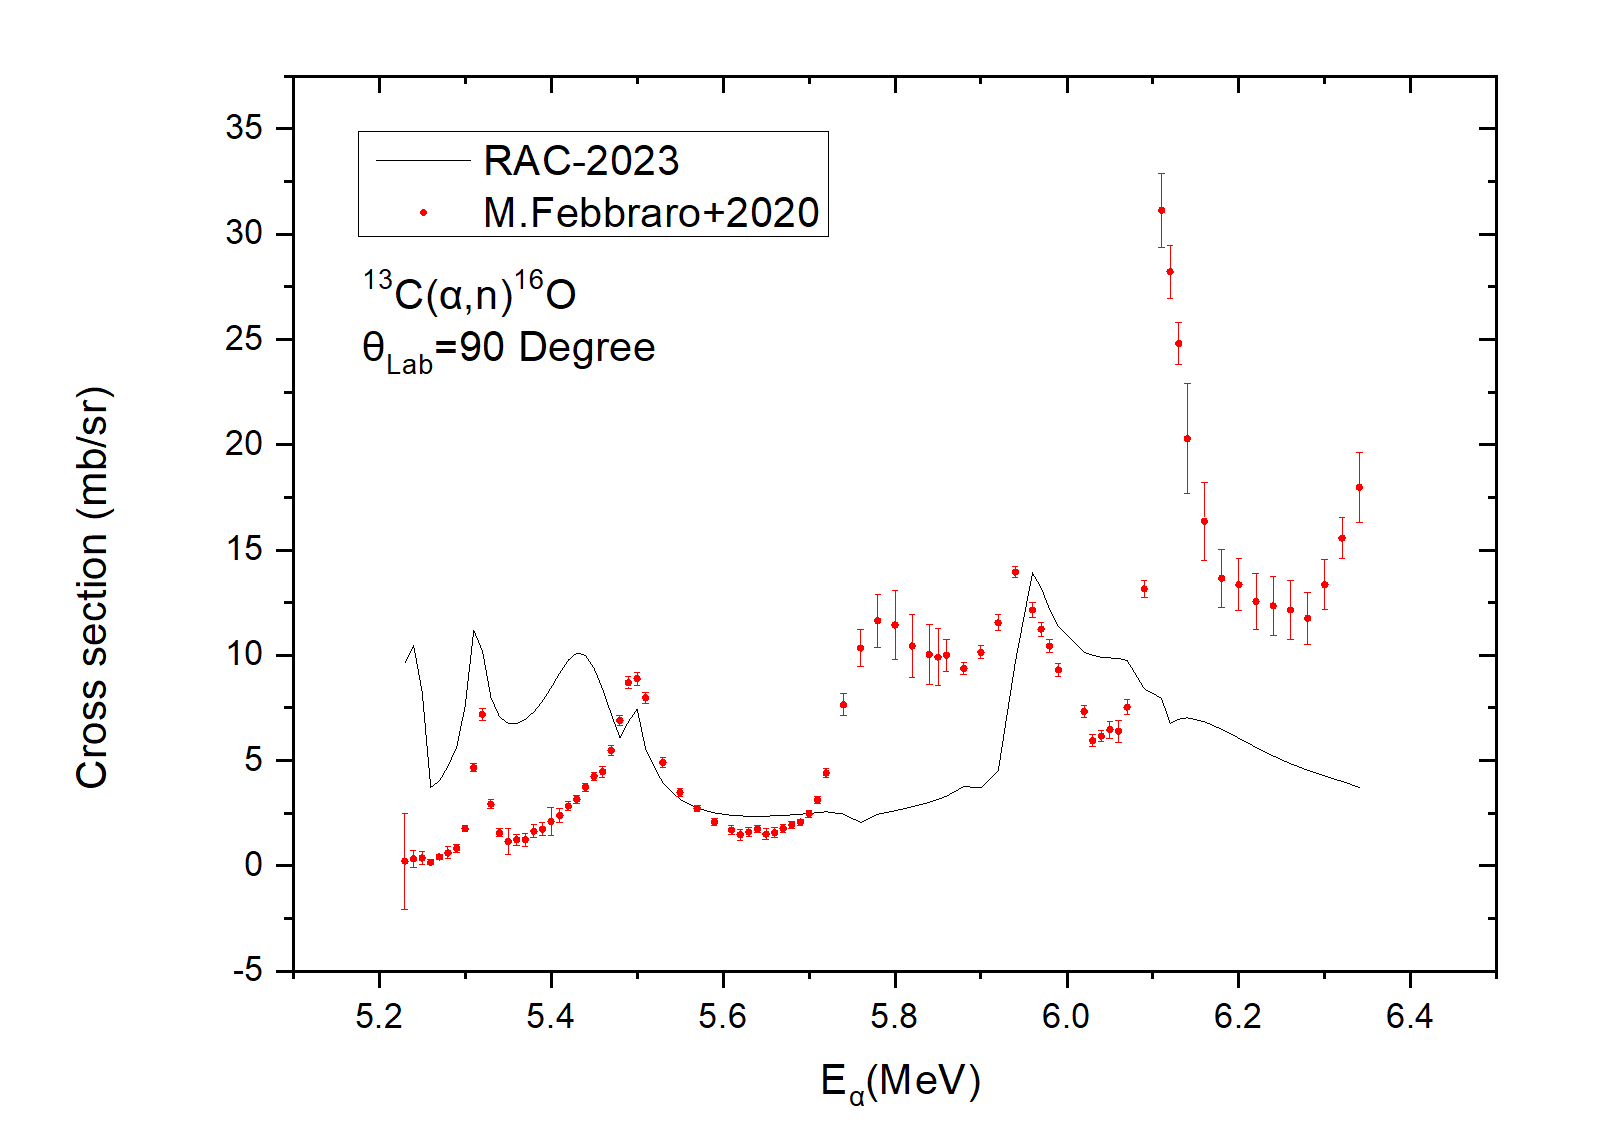 RAC-2023
M.Febbraro+2020
¹³C(α,n)¹⁶O
θLab=90 Degree
Cross section (mb/sr)
35
30
25
20
15
10
5
0
-5
5.2 5.4 5.6 5.8 6.0 6.2 6.4
Eα(MeV)